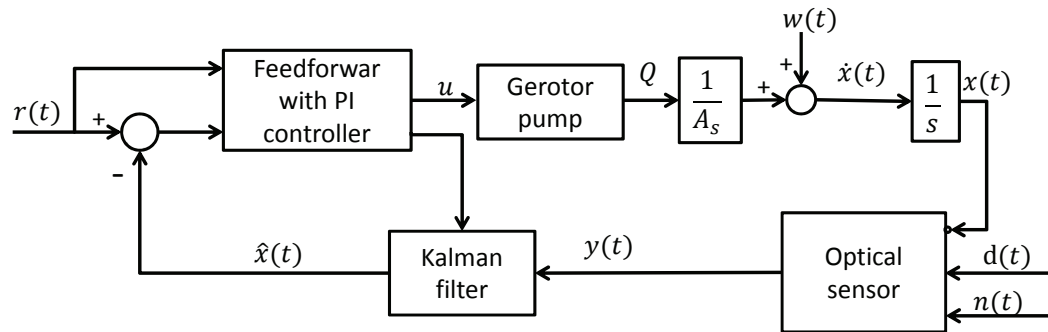 w(t)
Feedforwar
with PI
controller
u
Gerotor
pump
Q
1
A_s
+
+
ẋ(t)
1
s
x(t)
r(t)
+
-
x̂(t)
Kalman
filter
y(t)
Optical
sensor
d(t)
n(t)